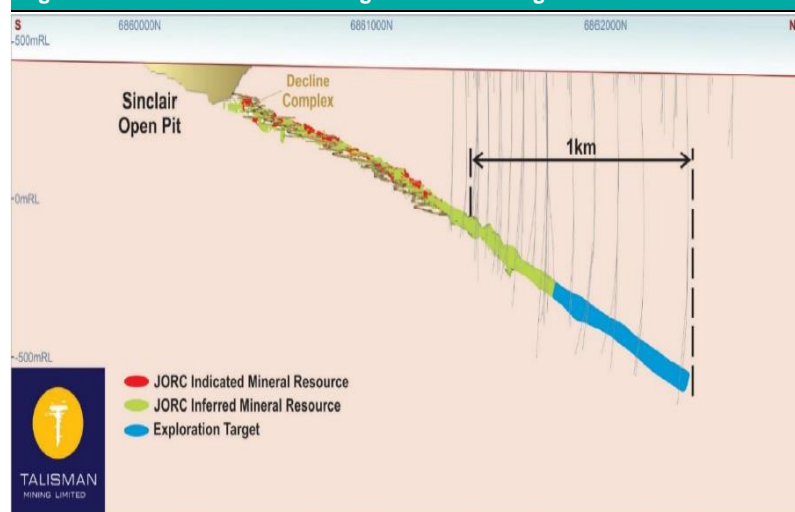 S
6860000N
6861000N
6862000N
N
500mRL
Sinclair
Open Pit
Decline
Complex
1km
0mRL
-500mRL
JORC Indicated Mineral Resource
JORC Inferred Mineral Resource
Exploration Target
TALISMAN
MINING LIMITED